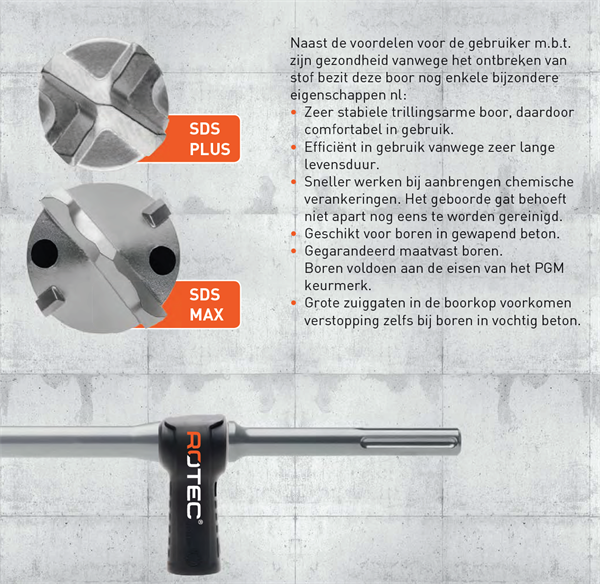 Naast de voordelen voor de gebruiker m.b.t.
zijn gezondheid vanwege het ontbreken van
stof bezit deze boor nog enkele bijzondere
eigenschappen nl:
• Zeer stabiele trillingsarme boor, daardoor
comfortabel in gebruik.
• Efficiënt in gebruik vanwege zeer lange
levensduur.
• Sneller werken bij aanbrengen chemische
verankeringen. Het geboorde gat behoeft
niet apart nog eens te worden gereinigd.
• Geschikt voor boren in gewapend beton.
• Gegarandeerd maatvast boren.
Boren voldoen aan de eisen van het PGM
keurmerk.
• Grote zuiggaten in de boorkop voorkomen
verstopping zelfs bij boren in vochtig beton.
SDS
PLUS
SDS
MAX
ROTEC®